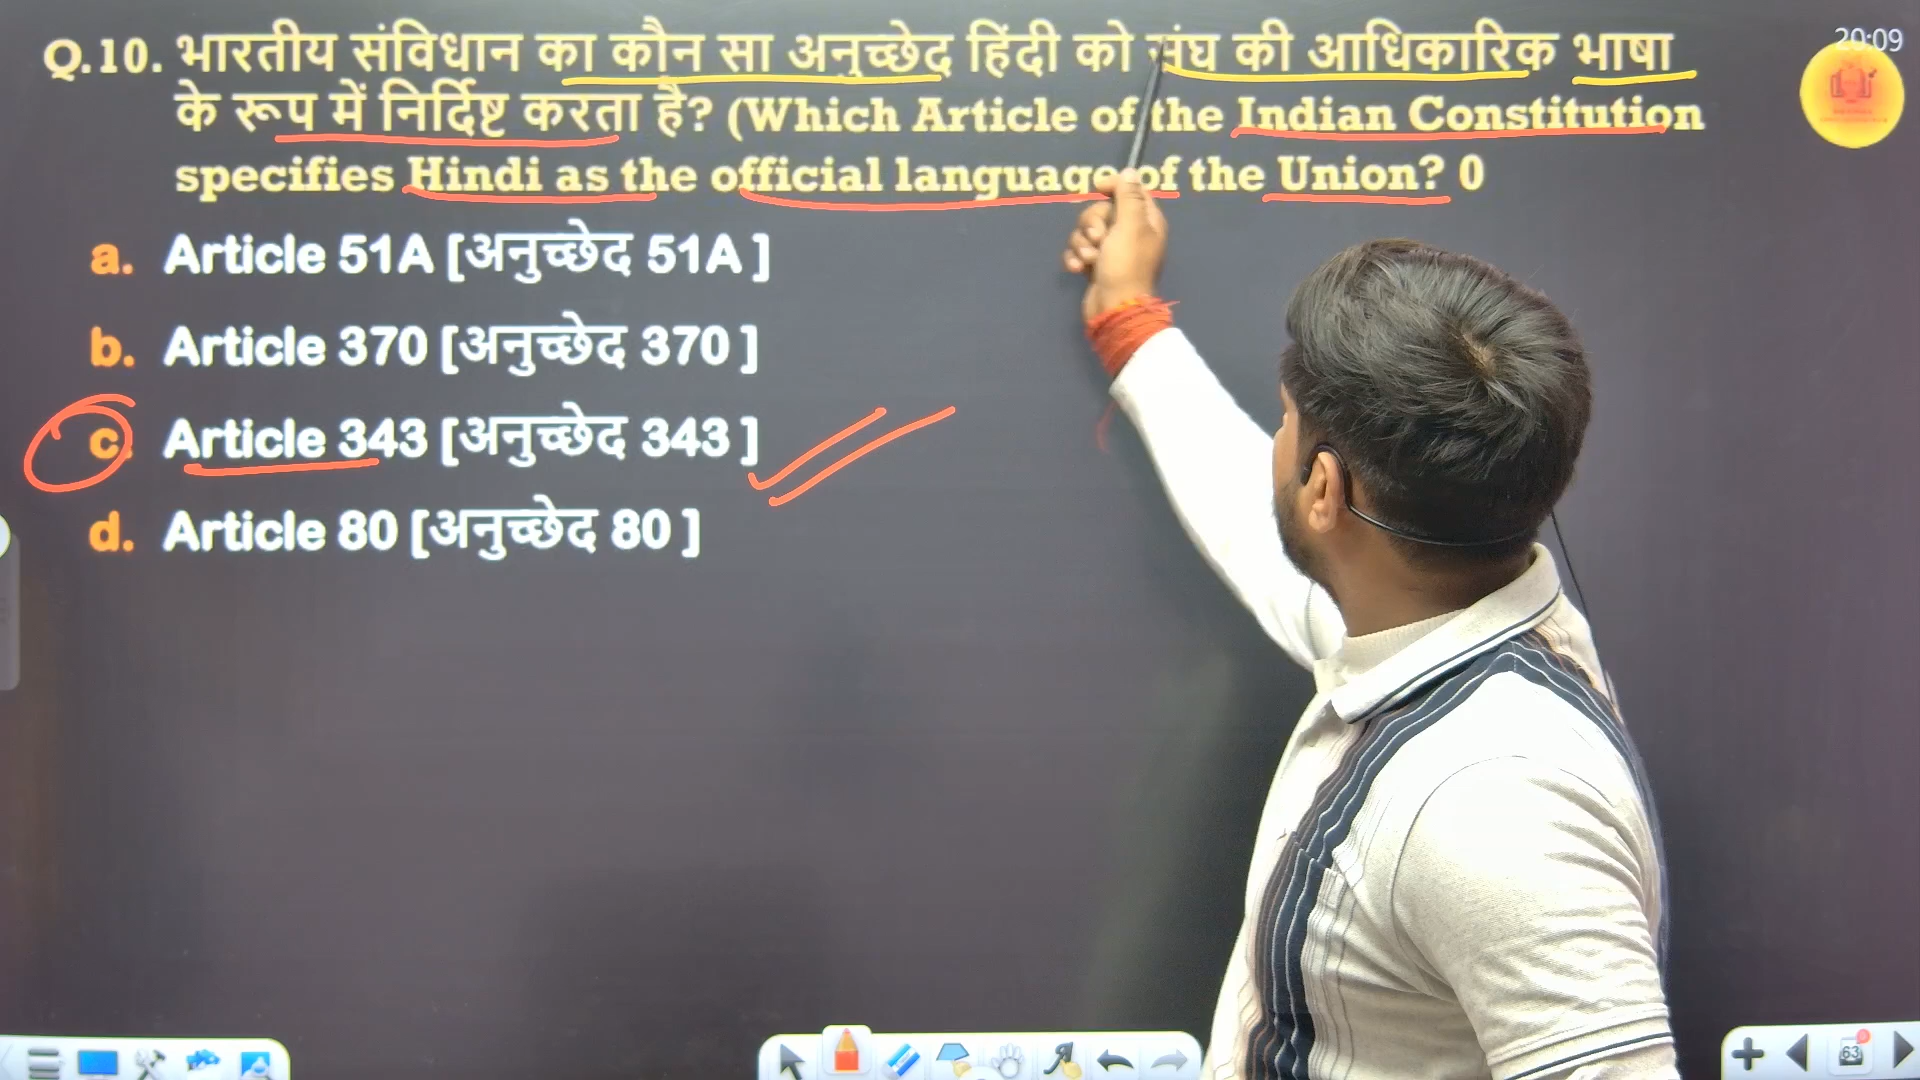 20:09
Q.10. भारतीय संविधान का कौन सा अनुच्छेद हिंदी को संघ की आधिकारिक भाषा
के रूप में निर्दिष्ट करता है? (Which Article of the Indian Constitution
specifies Hindi as the official language of the Union? 0
a. Article 51A [अनुच्छेद 51A ]
b. Article 370 [अनुच्छेद 370 ]
c. Article 343 [अनुच्छेद 343 ]
d. Article 80 [अनुच्छेद 80 ]
63